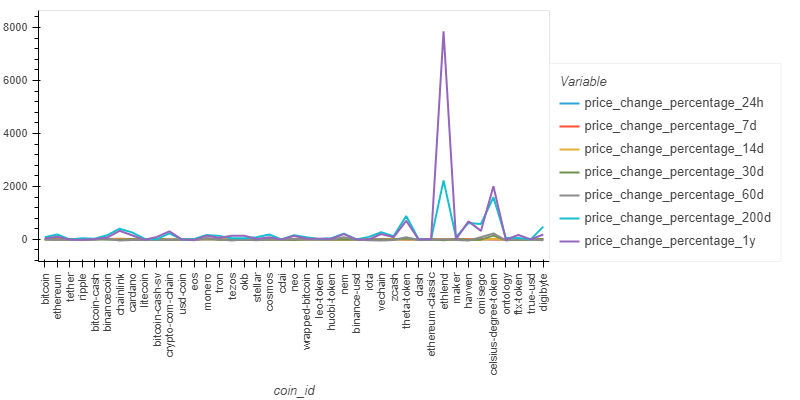 8000
6000
4000
2000
0
bitcoin
ethereum
tether
ripple
bitcoin-cash
binancecoin
chainlink
cardano
litecoin
bitcoin-cash-sv
crypto-com-chain
usd-coin
eos
monero
tron
tezos
okb
stellar
cosmos
cdai
neo
wrapped-bitcoin
leo-token
huobi-token
nem
binance-usd
iota
vechain
zcash
theta-token
dash
ethereum-classic
ethlend
maker
havven
omisego
celsius-degree-token
ontology
ftx-token
true-usd
digibyte
coin_id
Variable
price_change_percentage_24h
price_change_percentage_7d
price_change_percentage_14d
price_change_percentage_30d
price_change_percentage_60d
price_change_percentage_200d
price_change_percentage_1y